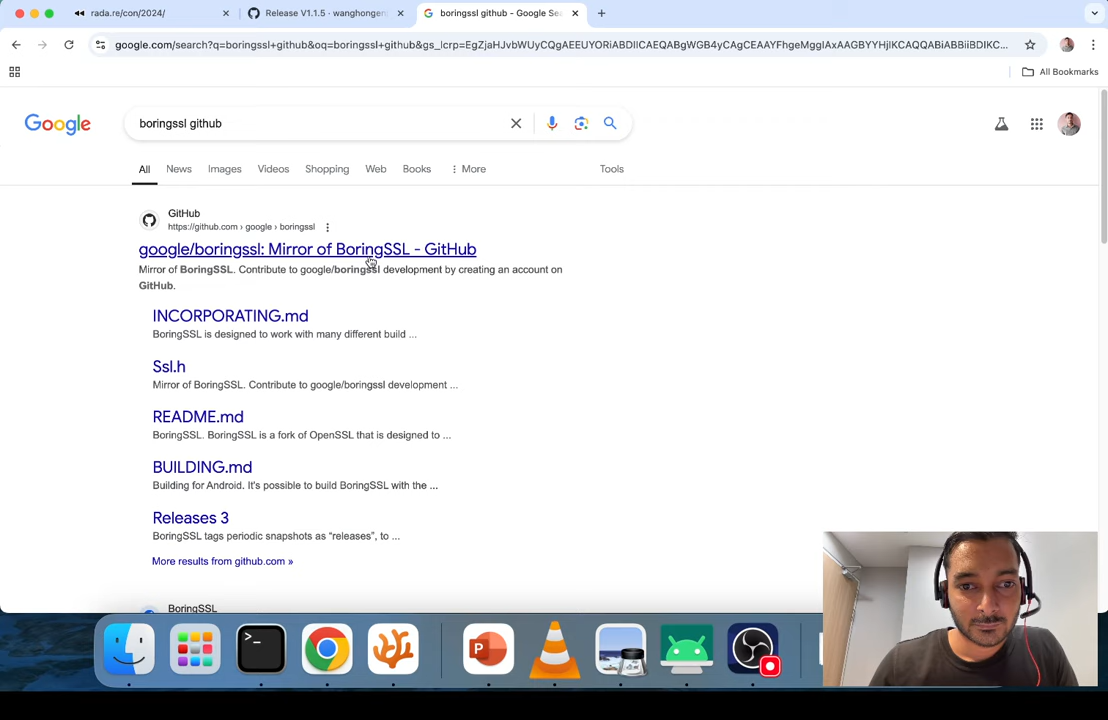 rada.re/con/2024/
Release V1.1.5 · wanghongen
boringssl github - Google Sea
google.com/search?q=boringssl+github&oq=boringssl+github&gs_lcrp=EgZjaHJvbWUyCQgAEEUYORiABDIICAEQABgWGB4yCAgCEAAYFhgeMggIAxAAGBYYHjIKCAQQABiABBiiBDIKC...
All Bookmarks
Google
boringssl github
All
News
Images
Videos
Shopping
Web
Books
More
Tools
GitHub
https://github.com › google › boringssl
google/boringssl: Mirror of BoringSSL - GitHub
Mirror of BoringSSL. Contribute to google/boringssl development by creating an account on
GitHub.
INCORPORATING.md
BoringSSL is designed to work with many different build ...
Ssl.h
Mirror of BoringSSL. Contribute to google/boringssl development ...
README.md
BoringSSL. BoringSSL is a fork of OpenSSL that is designed to ...
BUILDING.md
Building for Android. It's possible to build BoringSSL with the ...
Releases 3
BoringSSL tags periodic snapshots as “releases”, to ...
More results from github.com »
BoringSSL